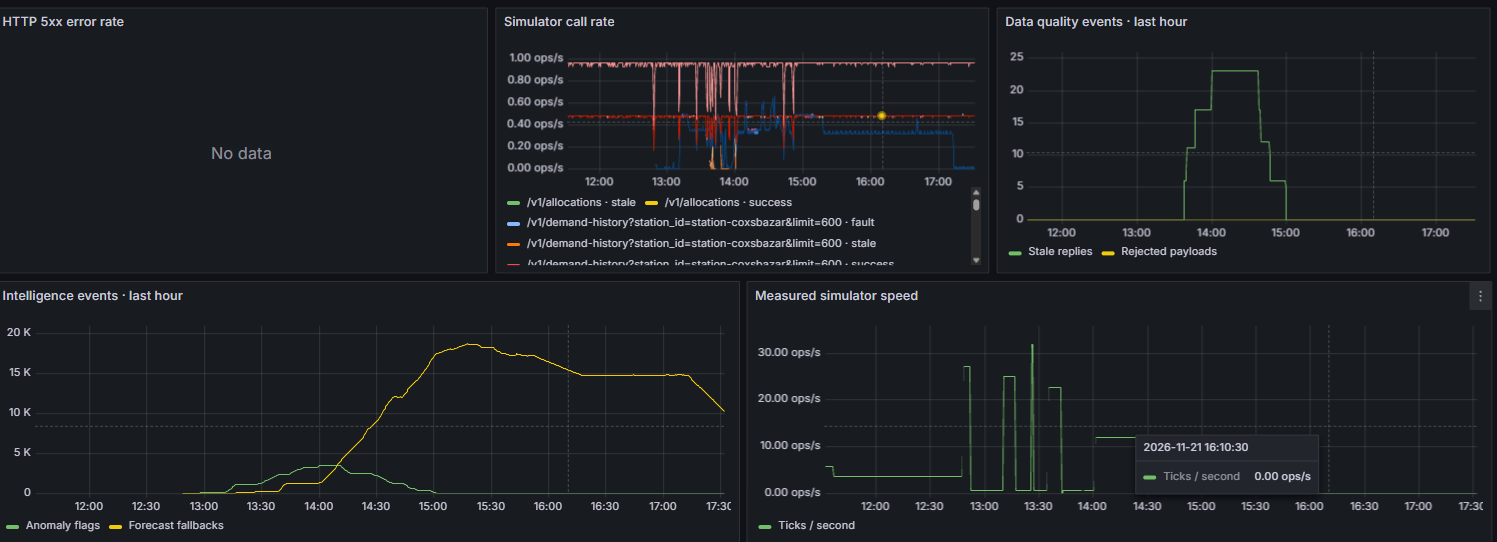 HTTP 5xx error rate
No data
Simulator call rate
1.00 ops/s
0.80 ops/s
0.60 ops/s
0.40 ops/s
0.20 ops/s
0.00 ops/s
12:00 13:00 14:00 15:00 16:00 17:00
/v1/allocations · stale /v1/allocations · success
/v1/demand-history?station_id=station-coxsbazar&limit=600 · fault
/v1/demand-history?station_id=station-coxsbazar&limit=600 · stale
/v1/demand-history?station_id=station-coxsbazar&limit=600 · success
Data quality events · last hour
25
20
15
10
5
0
12:00 13:00 14:00 15:00 16:00 17:00
Stale replies Rejected payloads
Intelligence events · last hour
20 K
15 K
10 K
5 K
0
12:00 12:30 13:00 13:30 14:00 14:30 15:00 15:30 16:00 16:30 17:00 17:30
Anomaly flags Forecast fallbacks
Measured simulator speed
30.00 ops/s
20.00 ops/s
10.00 ops/s
0.00 ops/s
2026-11-21 16:10:30
Ticks / second 0.00 ops/s
12:00 12:30 13:00 13:30 14:00 14:30 15:00 15:30 16:00 16:30 17:00 17:30
Ticks / second